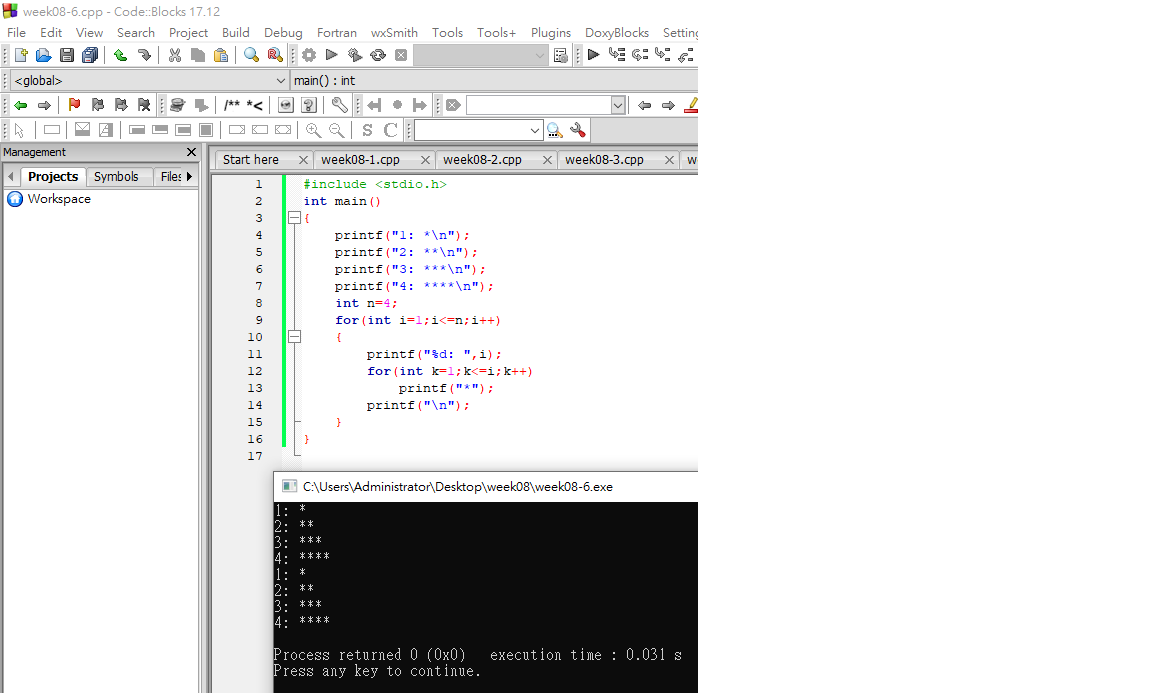 week08-6.cpp - Code::Blocks 17.12
File Edit View Search Project Build Debug Fortran wxSmith Tools Tools+ Plugins DoxyBlocks Setting
<global> main() : int
/** *<
S C
Management
Projects Symbols Files
Workspace
Start here week08-1.cpp week08-2.cpp week08-3.cpp w
1 #include <stdio.h>
2 int main()
3 {
4 printf("1: *\n");
5 printf("2: **\n");
6 printf("3: ***\n");
7 printf("4: ****\n");
8 int n=4;
9 for(int i=1;i<=n;i++)
10 {
11 printf("%d: ",i);
12 for(int k=1;k<=i;k++)
13 printf("*");
14 printf("\n");
15 }
16 }
17
C:\Users\Administrator\Desktop\week08\week08-6.exe
1: *
2: **
3: ***
4: ****
1: *
2: **
3: ***
4: ****
Process returned 0 (0x0) execution time : 0.031 s
Press any key to continue.